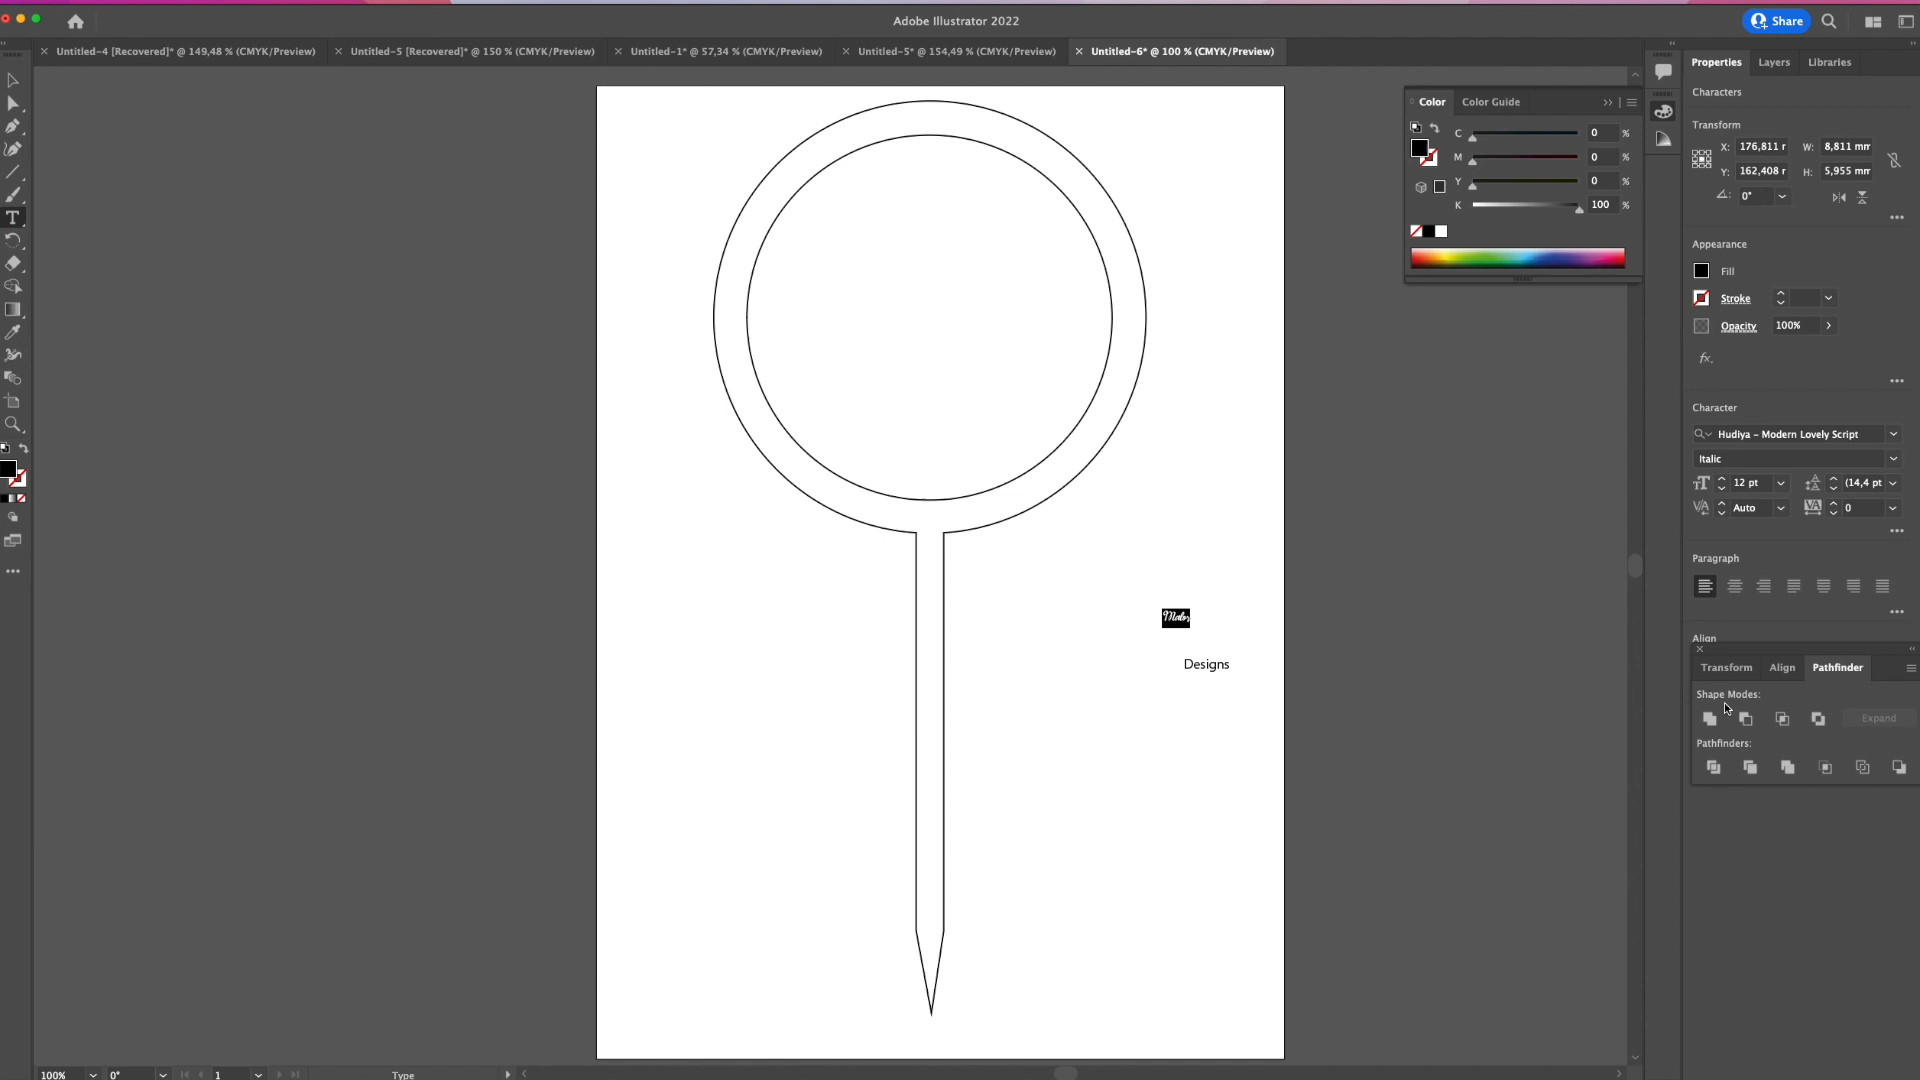 Adobe Illustrator 2022
Share
Untitled-4 [Recovered]* @ 149,48 % (CMYK/Preview)
Untitled-5 [Recovered]* @ 150 % (CMYK/Preview)
Untitled-1* @ 57,34 % (CMYK/Preview)
Untitled-5* @ 154,49 % (CMYK/Preview)
Untitled-6* @ 100 % (CMYK/Preview)
Properties
Layers
Libraries
Characters
Color
Color Guide
C 0 %
M 0 %
Y 0 %
K 100 %
Transform
X: 176,811 r
W: 8,811 mm
Y: 162,408 r
H: 5,955 mm
0°
Appearance
Fill
Stroke
Opacity 100%
fx.
Character
Hudiya – Modern Lovely Script
Italic
12 pt
(14,4 pt
Auto
0
Paragraph
Align
Transform
Align
Pathfinder
Shape Modes:
Expand
Pathfinders:
Designs
100%
0°
1
Type